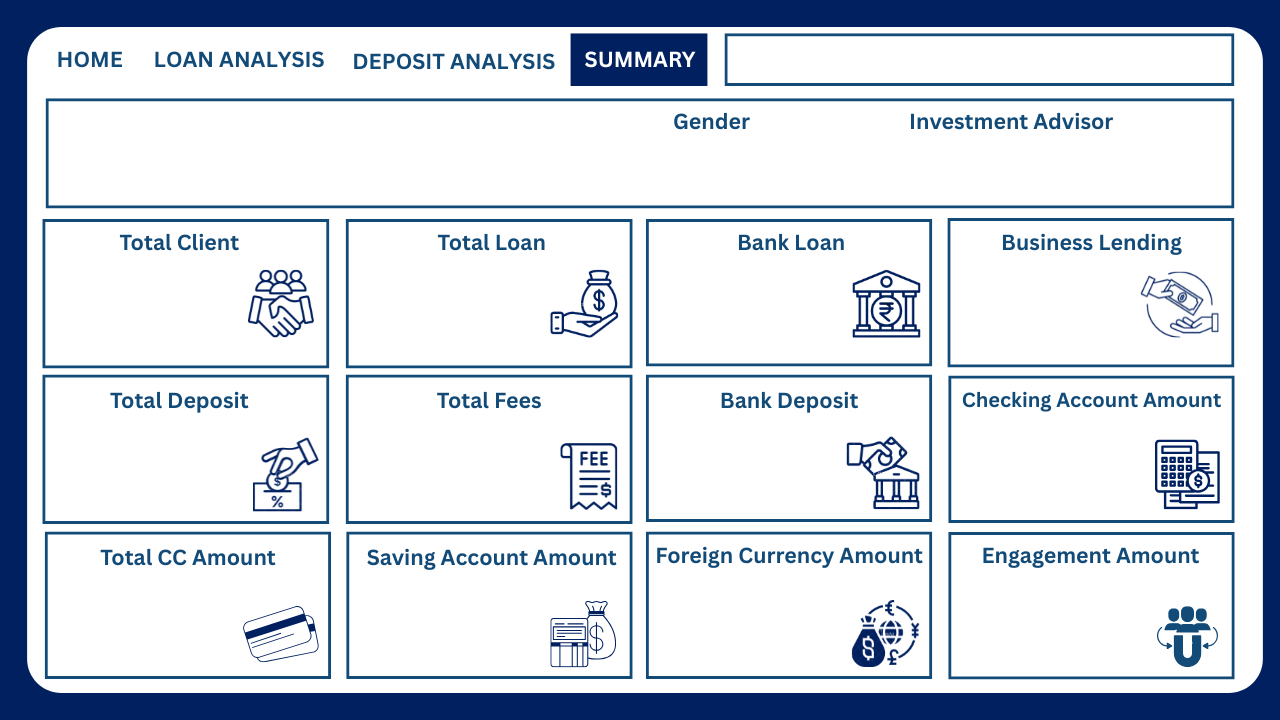 HOME LOAN ANALYSIS DEPOSIT ANALYSIS SUMMARY
Gender Investment Advisor
Total Client Total Loan Bank Loan Business Lending
$ ₹
Total Deposit Total Fees Bank Deposit Checking Account Amount
$ % FEE $ $
Total CC Amount Saving Account Amount Foreign Currency Amount Engagement Amount
$ $ € ¥ £